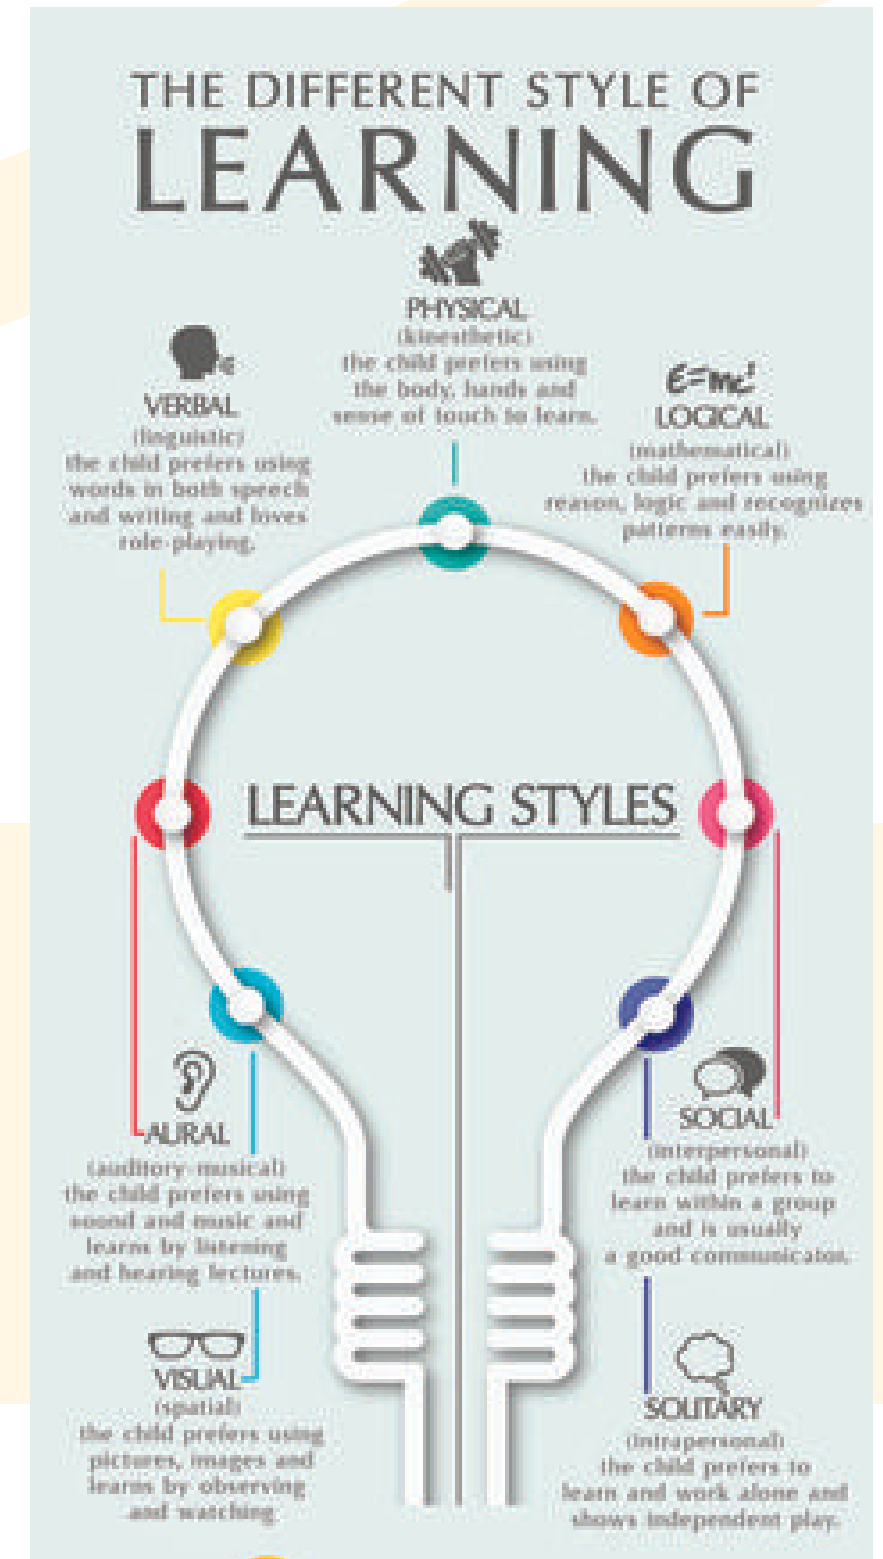 THE DIFFERENT STYLE OF
LEARNING
PHYSICAL
(kinesthetic)
the child prefers using
the body, hands and
sense of touch to learn.
VERBAL
(linguistic)
the child prefers using
words in both speech
and writing and loves
role-playing.
E=mc²
LOGICAL
(mathematical)
the child prefers using
reason, logic and recognizes
patterns easily.
LEARNING STYLES
AURAL
(auditory-musical)
the child prefers using
sound and music and
learns by listening
and hearing lectures.
SOCIAL
(interpersonal)
the child prefers to
learn within a group
and is usually
a good communicator.
VISUAL
(spatial)
the child prefers using
pictures, images and
learns by observing
and watching
SOLITARY
(intrapersonal)
the child prefers to
learn and work alone and
shows independent play.